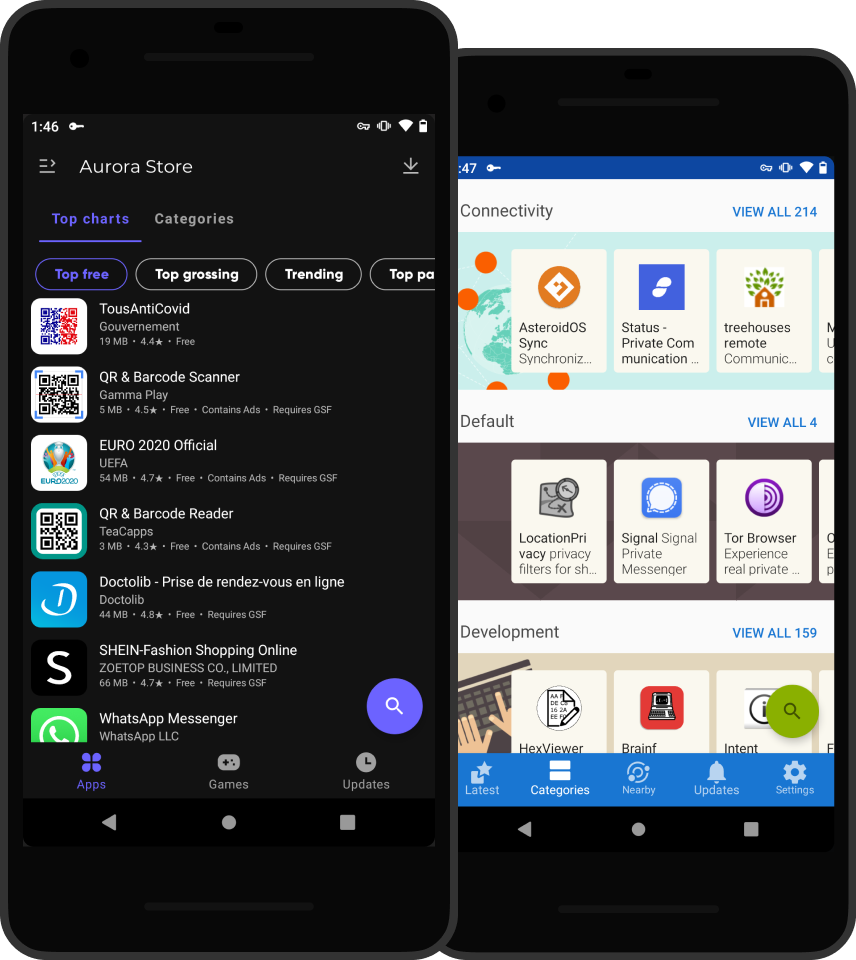 1:46
Aurora Store
Top charts
Categories
Top free
Top grossing
Trending
Top pa
TousAntiCovid
Gouvernement
19 MB • 4.4★ • Free
QR & Barcode Scanner
Gamma Play
5 MB • 4.5★ • Free • Contains Ads • Requires GSF
EURO2020
EURO 2020 Official
UEFA
54 MB • 4.7★ • Free • Contains Ads • Requires GSF
QR & Barcode Reader
TeaCapps
3 MB • 4.3★ • Free • Contains Ads • Requires GSF
Doctolib - Prise de rendez-vous en ligne
Doctolib
44 MB • 4.8★ • Free • Requires GSF
S
SHEIN-Fashion Shopping Online
ZOETOP BUSINESS CO., LIMITED
66 MB • 4.7★ • Free • Requires GSF
WhatsApp Messenger
WhatsApp LLC
Apps
Games
Updates
:47
Connectivity
VIEW ALL 214
AsteroidOS
Sync
Synchroniz...
Status -
Private Com
munication ...
treehouses
remote
Communic...
M
U
c
Default
VIEW ALL 4
LocationPri
vacy privacy
filters for sh...
Signal Signal
Private
Messenger
Tor Browser
Experience
real private ...
O
E
p
Development
VIEW ALL 159
HexViewer
Brainf
Intent
F
Latest
Categories
Nearby
Updates
Settings